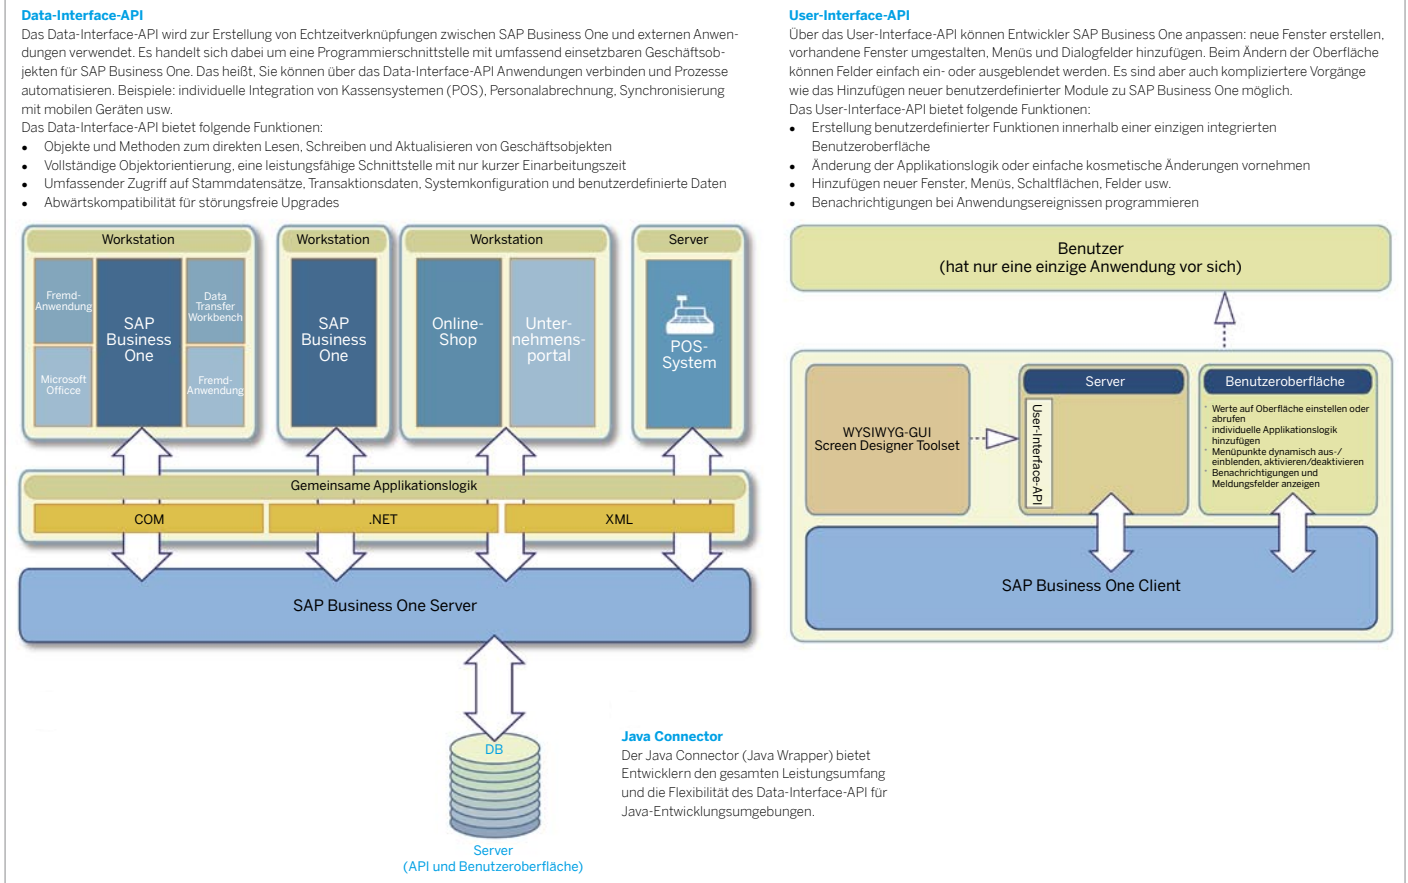 Data-Interface-API
Das Data-Interface-API wird zur Erstellung von Echtzeitverknüpfungen zwischen SAP Business One und externen Anwen-
dungen verwendet. Es handelt sich dabei um eine Programmierschnittstelle mit umfassend einsetzbaren Geschäftsob-
jekten für SAP Business One. Das heißt, Sie können über das Data-Interface-API Anwendungen verbinden und Prozesse
automatisieren. Beispiele: individuelle Integration von Kassensystemen (POS), Personalabrechnung, Synchronisierung
mit mobilen Geräten usw.
Das Data-Interface-API bietet folgende Funktionen:
• Objekte und Methoden zum direkten Lesen, Schreiben und Aktualisieren von Geschäftsobjekten
• Vollständige Objektorientierung, eine leistungsfähige Schnittstelle mit nur kurzer Einarbeitungszeit
• Umfassender Zugriff auf Stammdatensätze, Transaktionsdaten, Systemkonfiguration und benutzerdefinierte Daten
• Abwärtskompatibilität für störungsfreie Upgrades
Workstation
Fremd-
Anwendung
Microsoft
Officce
SAP
Business
One
Data
Transfer
Workbench
Fremd-
Anwendung
Workstation
SAP
Business
One
Workstation
Online-
Shop
Unter-
nehmens-
portal
Server
POS-
System
Gemeinsame Applikationslogik
COM
.NET
XML
SAP Business One Server
DB
Server
(API und Benutzeroberfläche)
Java Connector
Der Java Connector (Java Wrapper) bietet
Entwicklern den gesamten Leistungsumfang
und die Flexibilität des Data-Interface-API für
Java-Entwicklungsumgebungen.
User-Interface-API
Über das User-Interface-API können Entwickler SAP Business One anpassen: neue Fenster erstellen,
vorhandene Fenster umgestalten, Menüs und Dialogfelder hinzufügen. Beim Ändern der Oberfläche
können Felder einfach ein- oder ausgeblendet werden. Es sind aber auch kompliziertere Vorgänge
wie das Hinzufügen neuer benutzerdefinierter Module zu SAP Business One möglich.
Das User-Interface-API bietet folgende Funktionen:
• Erstellung benutzerdefinierter Funktionen innerhalb einer einzigen integrierten
Benutzeroberfläche
• Änderung der Applikationslogik oder einfache kosmetische Änderungen vornehmen
• Hinzufügen neuer Fenster, Menüs, Schaltflächen, Felder usw.
• Benachrichtigungen bei Anwendungsereignissen programmieren
Benutzer
(hat nur eine einzige Anwendung vor sich)
WYSIWYG-GUI
Screen Designer Toolset
Server
User-Interface-API
Benutzeroberfläche
* Werte auf Oberfläche einstellen oder
abrufen
* individuelle Applikationslogik
hinzufügen
* Menüpunkte dynamisch aus-/
einblenden, aktivieren/deaktivieren
* Benachrichtigungen und
Meldungsfelder anzeigen
SAP Business One Client